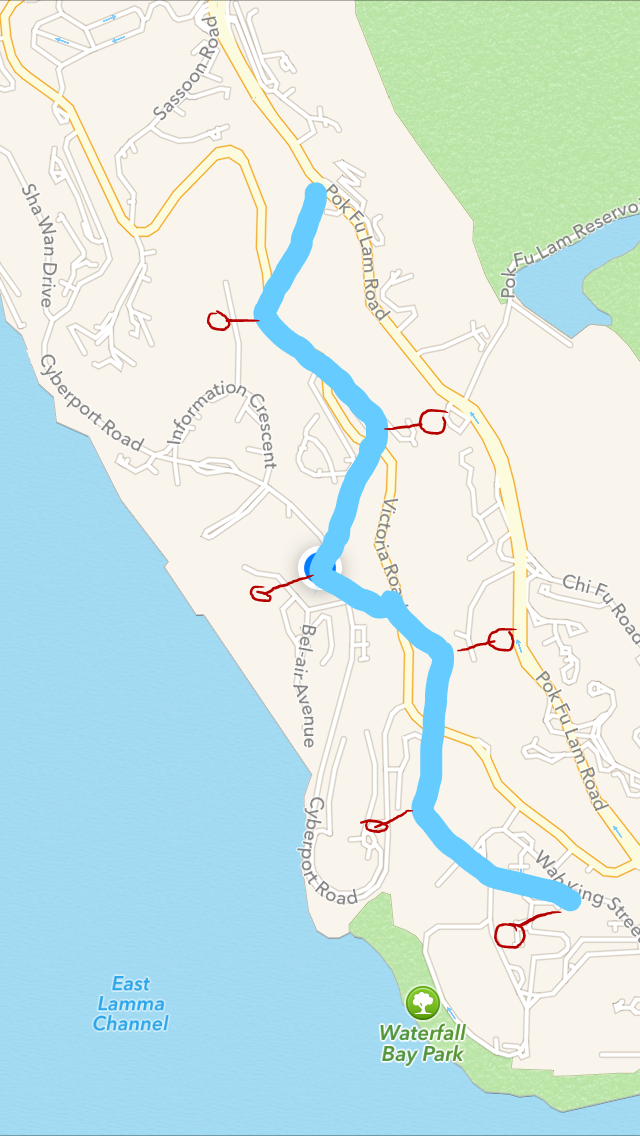 Sassoon Road
pd
Sha Wan Drive
Pok Fu Lam Road
Pok Fu Lam Reservo
Cyberport Road
Information Crescent
Victoria Roa
Chi Fu Road
Bel-air Avenue
Pok Fu Lam Road
Cyberport Road
Wah
King Street
East
Lamma
Channel
Waterfall
Bay Park